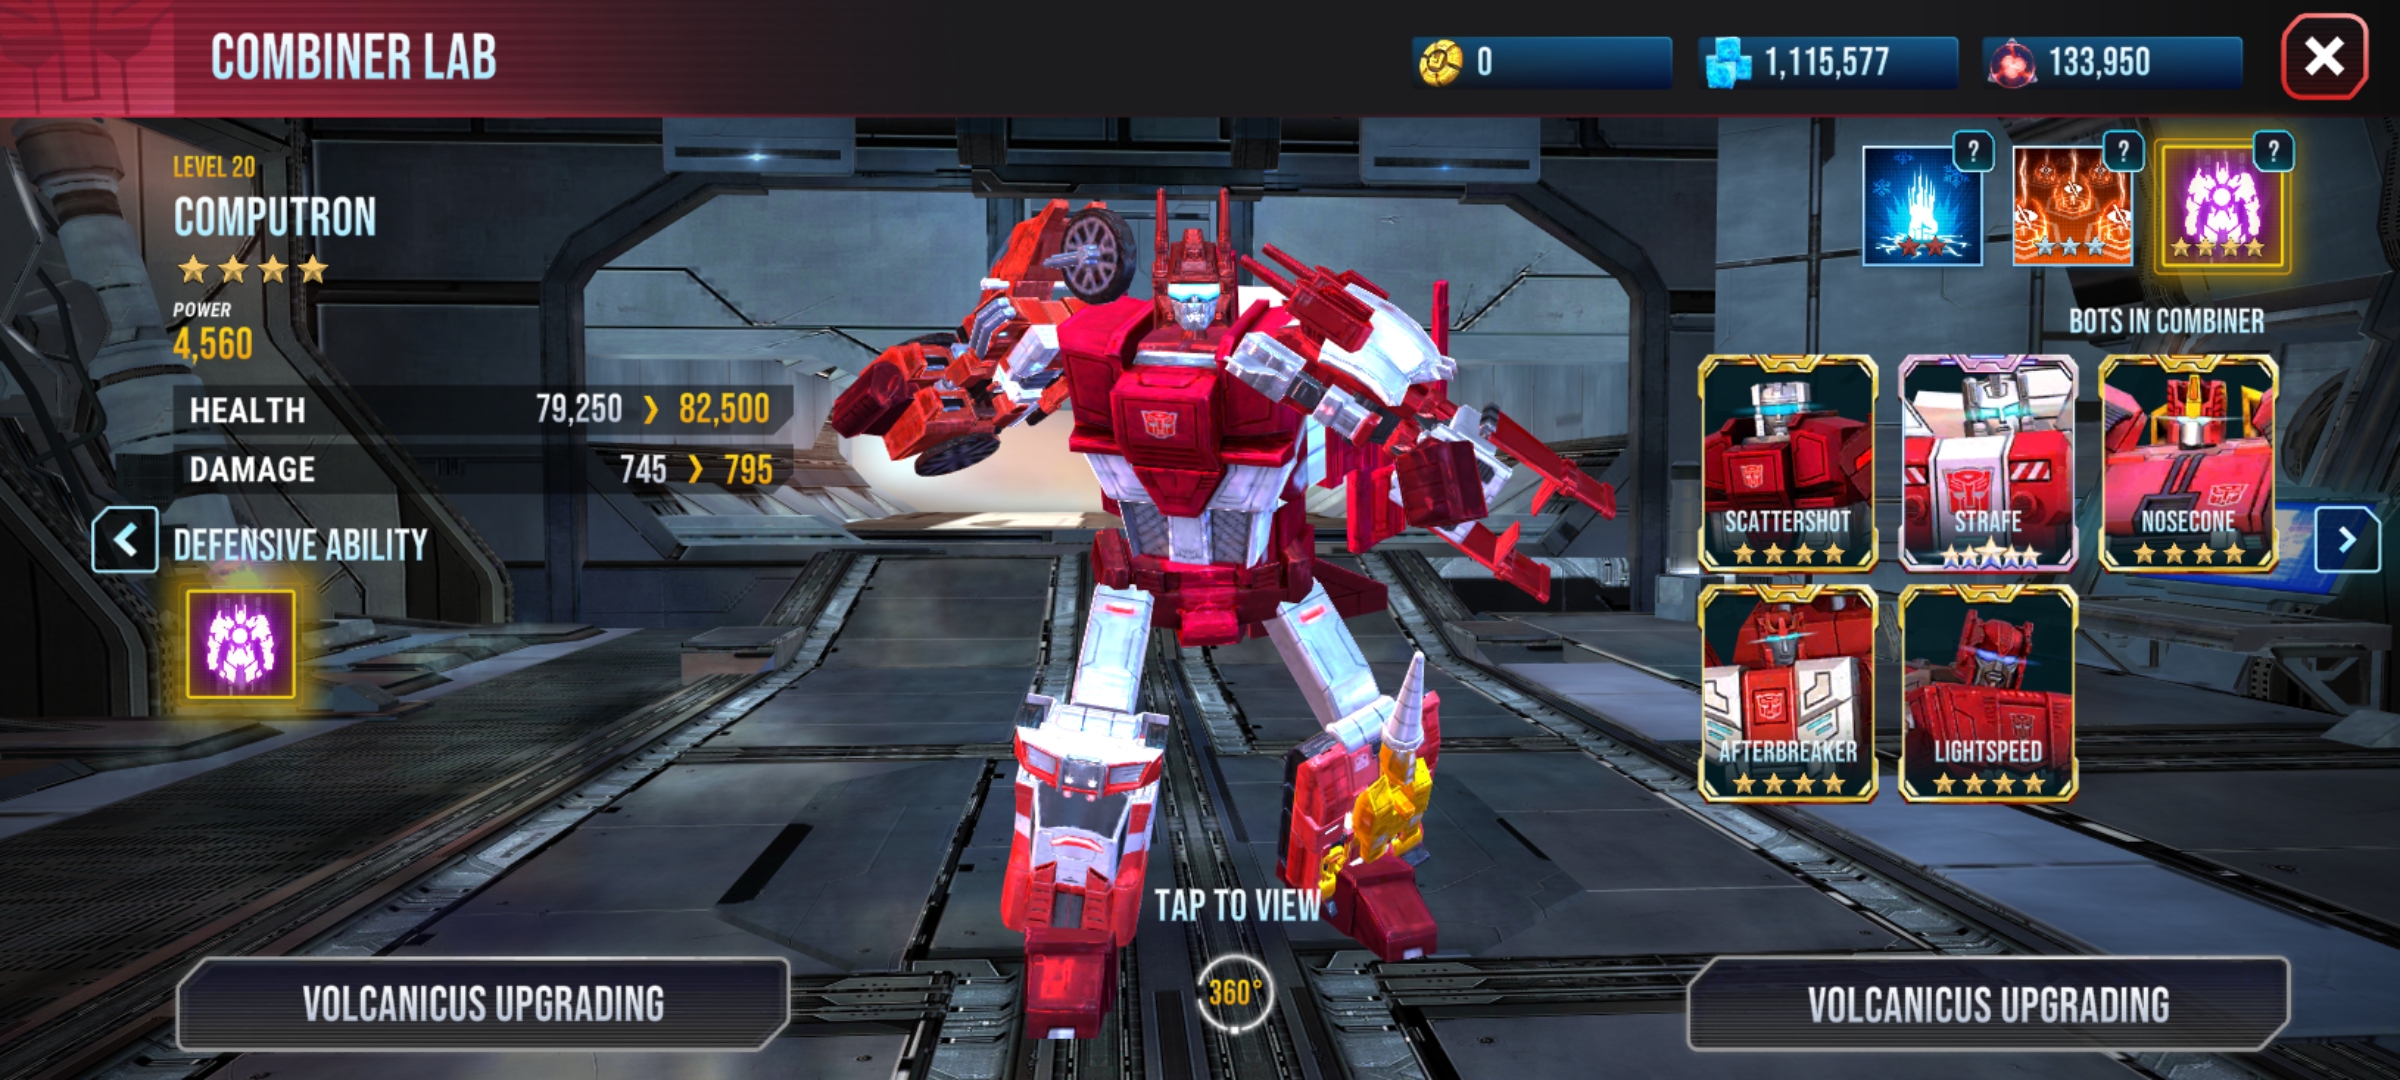 COMBINER LAB
0
1,115,577
133,950
LEVEL 20
COMPUTRON
POWER
4,560
HEALTH 79,250 > 82,500
DAMAGE 745 > 795
DEFENSIVE ABILITY
?
?
?
BOTS IN COMBINER
SCATTERSHOT
STRAFE
NOSECONE
AFTERBREAKER
LIGHTSPEED
TAP TO VIEW
360°
VOLCANICUS UPGRADING
VOLCANICUS UPGRADING